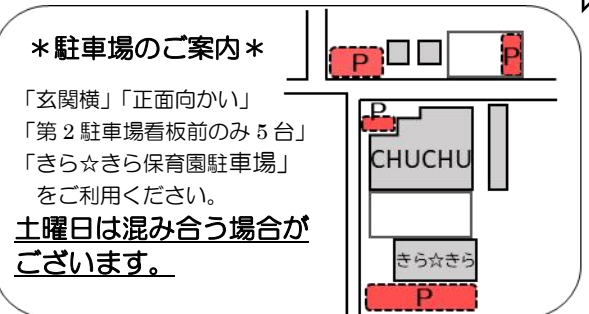 ＊駐車場のご案内＊
「玄関横」「正面向かい」
「第2駐車場看板前のみ5台」
「きら☆きら保育園駐車場」
をご利用ください。
土曜日は混み合う場合が
ございます。
P
P
P
CHUCHU
きら☆きら
P